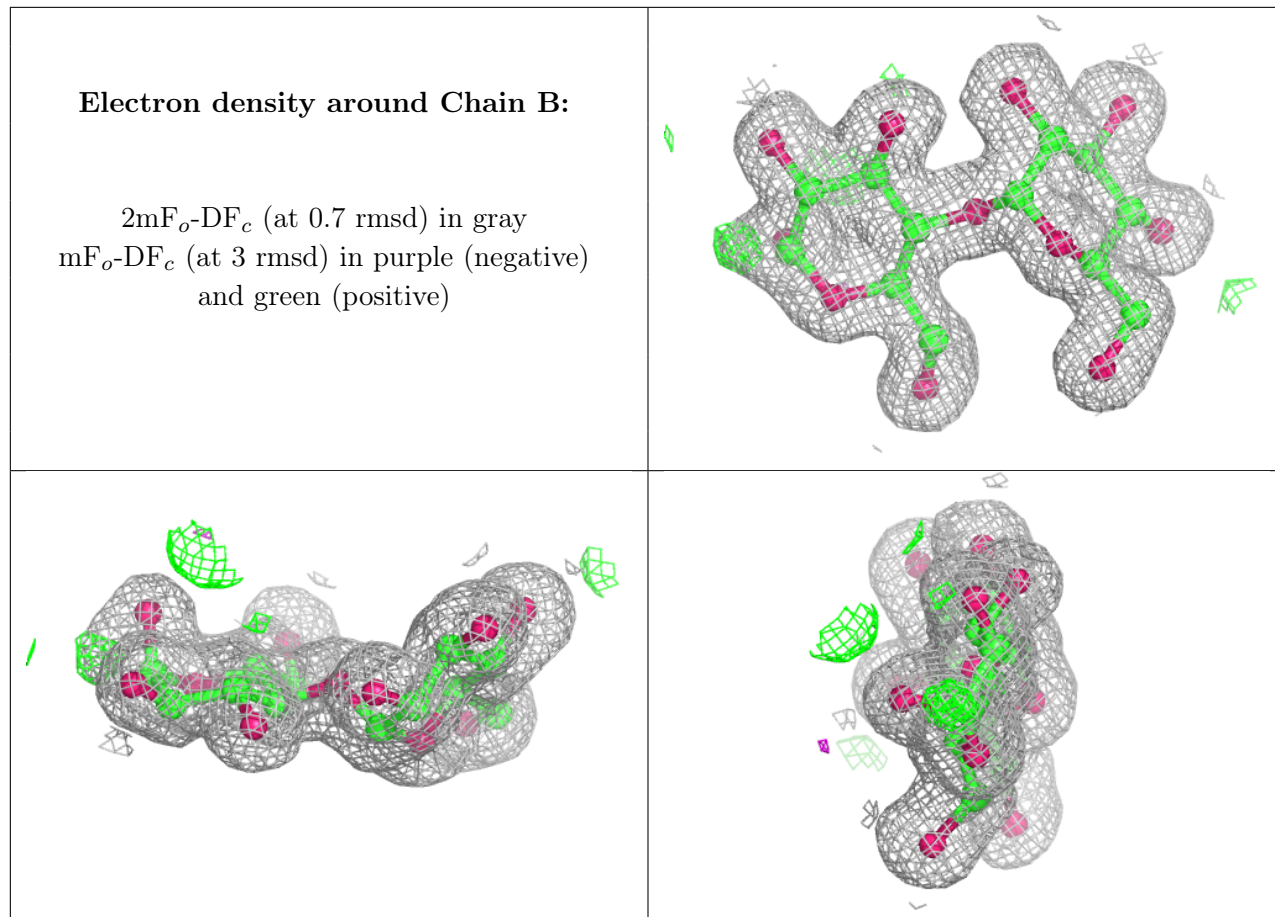 Electron density around Chain B:
2mFo-DFc (at 0.7 rmsd) in gray
mFo-DFc (at 3 rmsd) in purple (negative)
and green (positive)